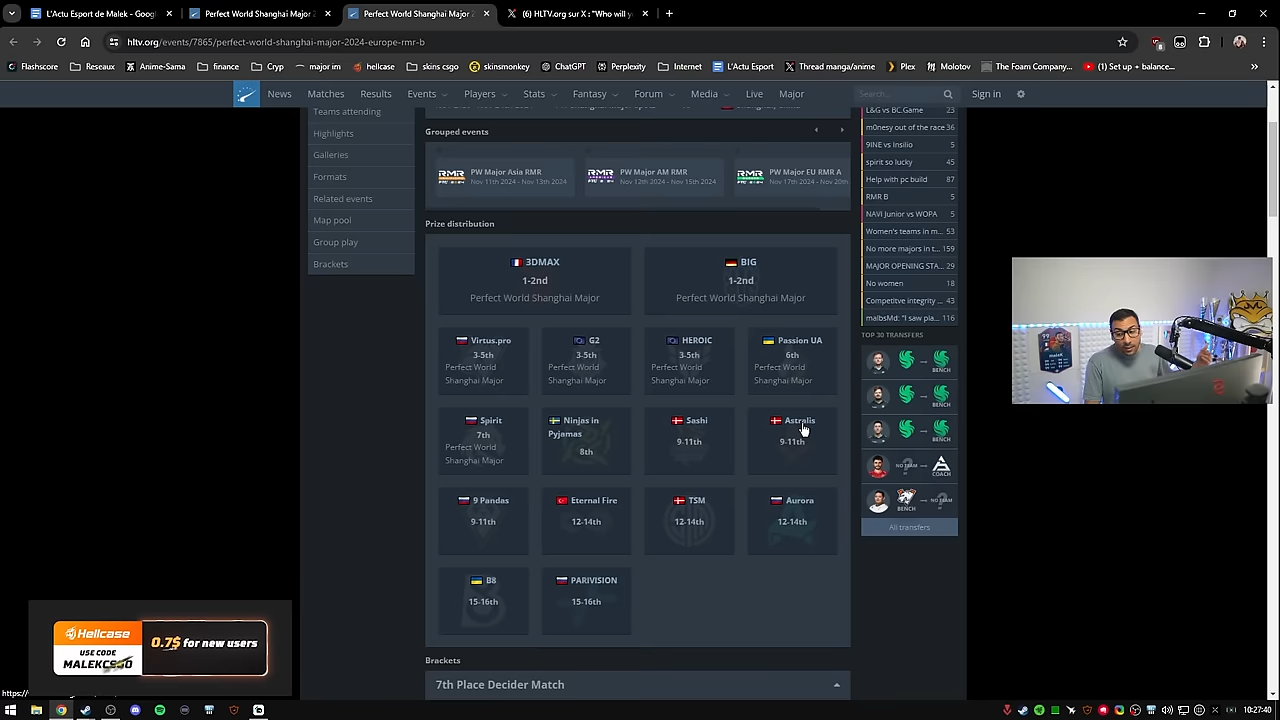 L'Actu Esport de Malek - Goog
Perfect World Shanghai Major
Perfect World Shanghai Major
(6) HLTV.org sur X : "Who will y
hltv.org/events/7865/perfect-world-shanghai-major-2024-europe-rmr-b
Flashscore
Reseaux
Anime-Sama
finance
Cryp
major im
hellcase
skins csgo
skinsmonkey
ChatGPT
Perplexity
Internet
L'Actu Esport
Thread manga/anime
Plex
Molotov
The Foam Company...
(1) Set up + balance...
News
Matches
Results
Events
Players
Stats
Fantasy
Forum
Media
Live
Major
Search...
Sign in
Teams attending
Highlights
Galleries
Formats
Related events
Map pool
Group play
Brackets
Grouped events
RMR
PW Major Asia RMR
Nov 11th 2024 - Nov 13th 2024
RMR
PW Major AM RMR
Nov 12th 2024 - Nov 15th 2024
RMR
PW Major EU RMR A
Nov 17th 2024 - Nov 20th
Prize distribution
3DMAX
1-2nd
Perfect World Shanghai Major
BIG
1-2nd
Perfect World Shanghai Major
Virtus.pro
3-5th
Perfect World
Shanghai Major
G2
3-5th
Perfect World
Shanghai Major
HEROIC
3-5th
Perfect World
Shanghai Major
Passion UA
6th
Perfect World
Shanghai Major
Spirit
7th
Perfect World
Shanghai Major
Ninjas in
Pyjamas
8th
Sashi
9-11th
Astralis
9-11th
9 Pandas
9-11th
Eternal Fire
12-14th
TSM
12-14th
Aurora
12-14th
B8
15-16th
PARIVISION
15-16th
Brackets
7th Place Decider Match
L&G vs BC.Game 23
m0nesy out of the race 36
9INE vs Insilio 5
spirit so lucky 45
Help with pc build 87
RMR B 5
NAVI Junior vs WOPA 5
Women's teams in m... 53
No more majors in t... 159
MAJOR OPENING STA... 29
No women 18
Competitve integrity ... 43
malbsMd: "I saw pla... 116
TOP 30 TRANSFERS
BENCH
BENCH
BENCH
NO TEAM
COACH
BENCH
NO TEAM
All transfers
Hellcase
USE CODE
MALEKCSGO
0.7$ for new users
10:27:40